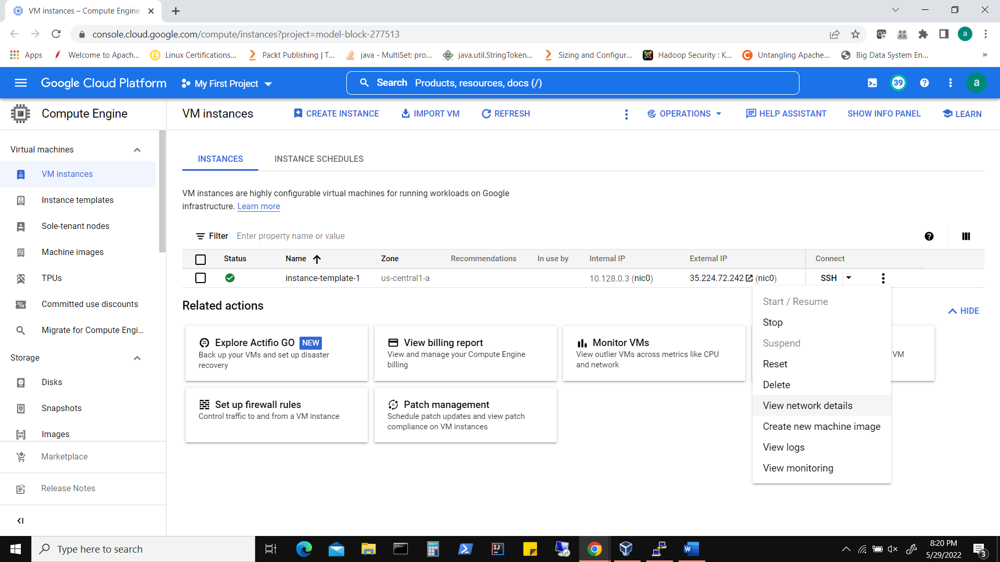 VM instances – Compute Engine
console.cloud.google.com/compute/instances?project=model-block-277513
a
Apps
Welcome to Apach...
Linux Certifications...
Packt Publishing | T...
java - MultiSet: pro...
java.util.StringToken...
Sizing and Configur...
Hadoop Security : K...
Untangling Apache...
Big Data System En...
»
Google Cloud Platform
My First Project
Search Products, resources, docs (/)
39
a
Compute Engine
VM instances
CREATE INSTANCE
IMPORT VM
REFRESH
OPERATIONS
HELP ASSISTANT
SHOW INFO PANEL
LEARN
Virtual machines
VM instances
Instance templates
Sole-tenant nodes
Machine images
TPUs
Committed use discounts
Migrate for Compute Engi...
Storage
Disks
Snapshots
Images
Marketplace
Release Notes
INSTANCES
INSTANCE SCHEDULES
VM instances are highly configurable virtual machines for running workloads on Google
infrastructure. Learn more
Filter Enter property name or value
Status Name Zone Recommendations In use by Internal IP External IP Connect
instance-template-1 us-central1-a 10.128.0.3 (nic0) 35.224.72.242 (nic0) SSH
Related actions
HIDE
Explore Actifio GO NEW
Back up your VMs and set up disaster
recovery
View billing report
View and manage your Compute Engine
billing
Monitor VMs
View outlier VMs across metrics like CPU
and network
VM
Set up firewall rules
Control traffic to and from a VM instance
Patch management
Schedule patch updates and view patch
compliance on VM instances
Start / Resume
Stop
Suspend
Reset
Delete
View network details
Create new machine image
View logs
View monitoring
Type here to search
8:20 PM
5/29/2022
3